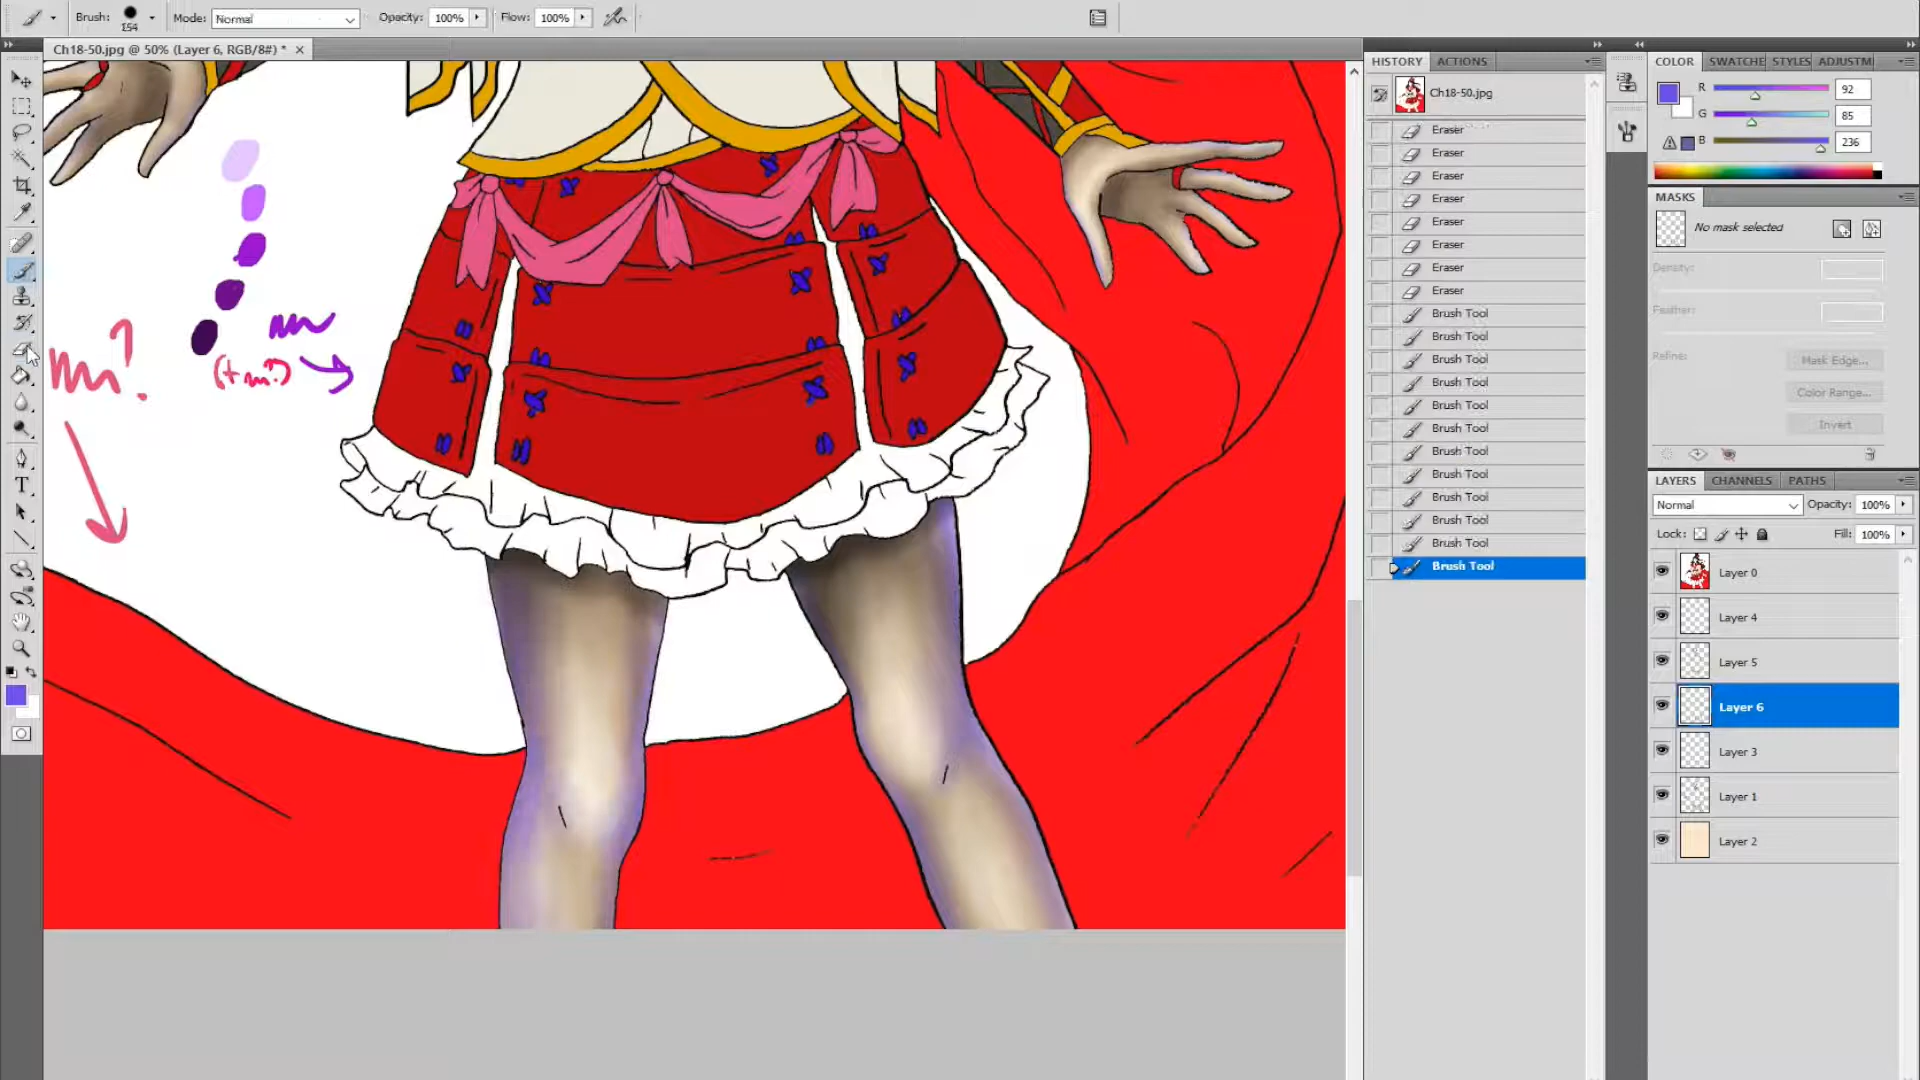 Brush: 154 Mode: Normal Opacity: 100% Flow: 100%
Ch18-50.jpg @ 50% (Layer 6, RGB/8#) *
HISTORY ACTIONS
Ch18-50.jpg
Eraser
Eraser
Eraser
Eraser
Eraser
Eraser
Eraser
Eraser
Brush Tool
Brush Tool
Brush Tool
Brush Tool
Brush Tool
Brush Tool
Brush Tool
Brush Tool
Brush Tool
Brush Tool
Brush Tool
Brush Tool
COLOR SWATCHE STYLES ADJUSTM
R 92
G 85
B 236
MASKS
No mask selected
Density:
Feather:
Refine: Mask Edge...
Color Range...
Invert
LAYERS CHANNELS PATHS
Normal Opacity: 100%
Lock: Fill: 100%
Layer 0
Layer 4
Layer 5
Layer 6
Layer 3
Layer 1
Layer 2